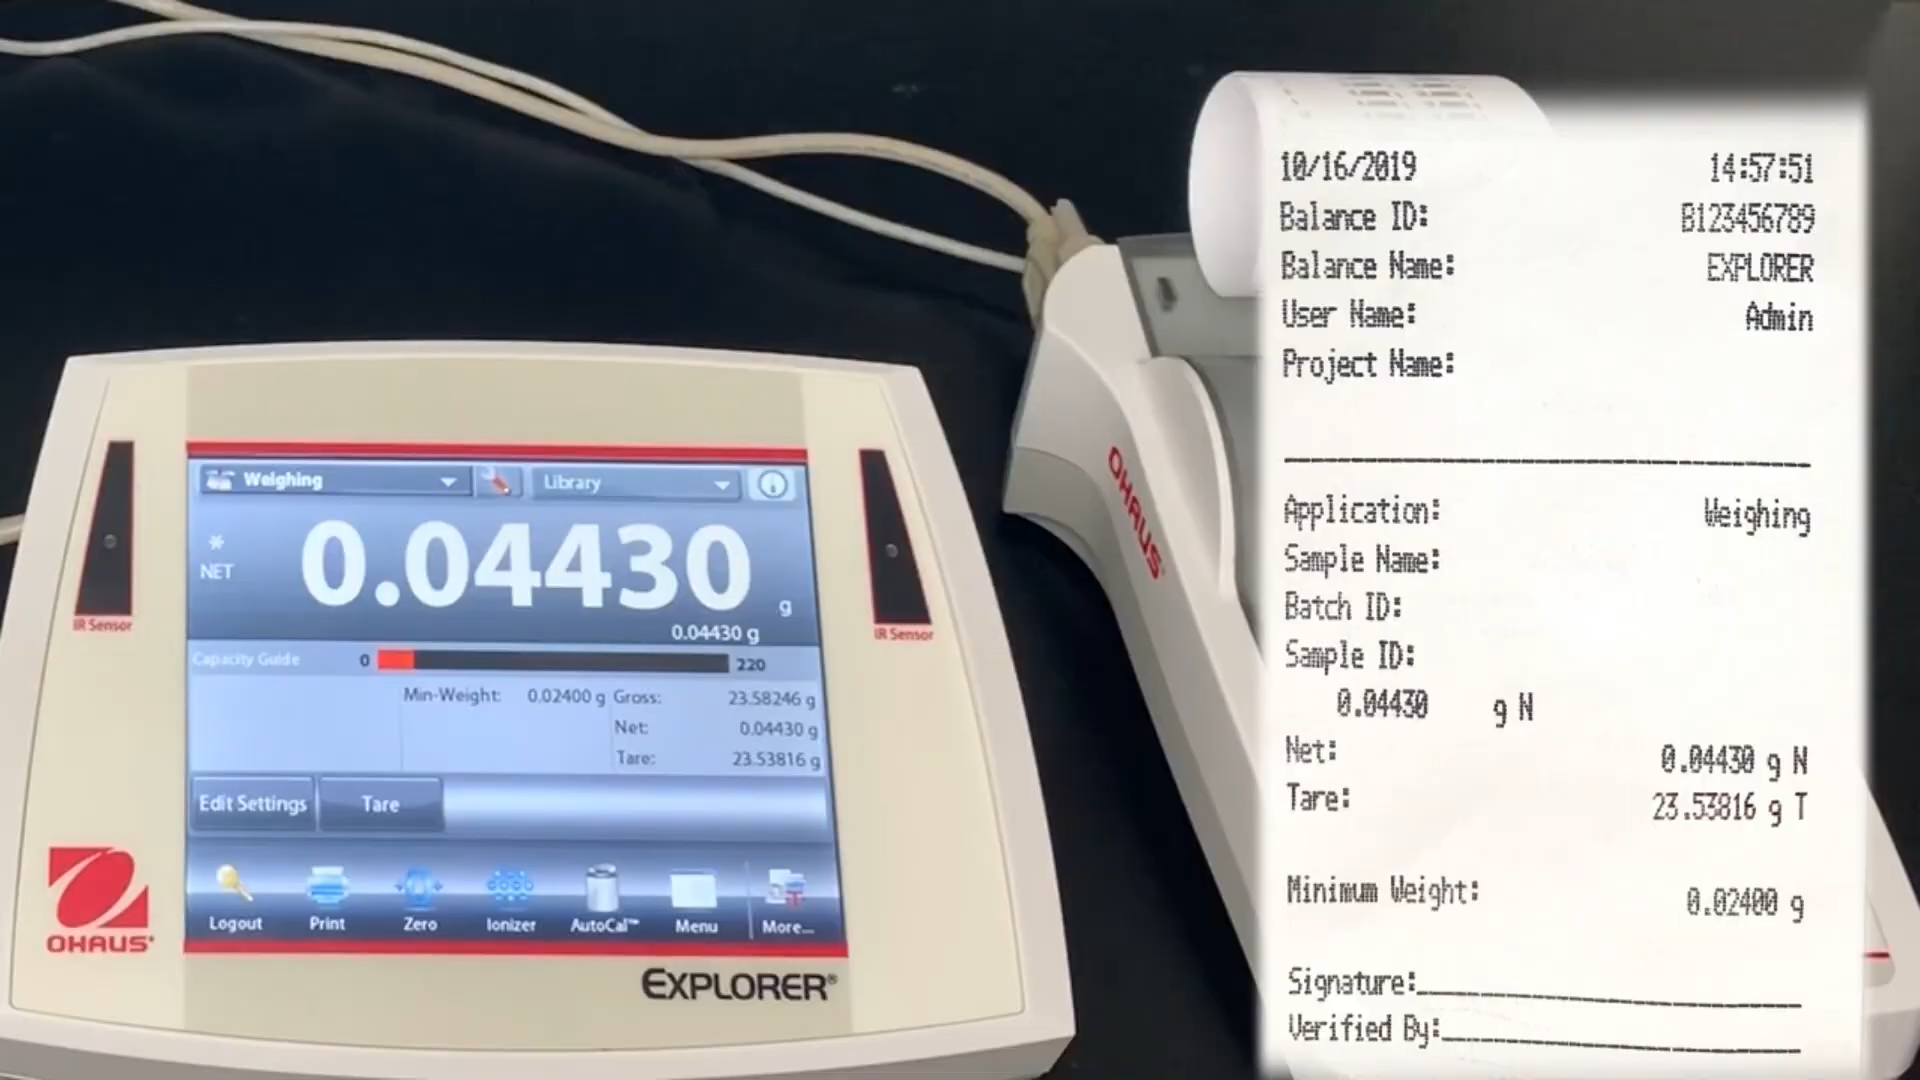 Weighing
Library
*
NET
0.04430 g
0.04430 g
Capacity Guide 0 220
Min-Weight: 0.02400 g
Gross: 23.58246 g
Net: 0.04430 g
Tare: 23.53816 g
Edit Settings
Tare
Logout
Print
Zero
Ionizer
AutoCal™
Menu
More...
IR Sensor
IR Sensor
OHAUS®
EXPLORER®
OHAUS
10/16/2019 14:57:51
Balance ID: B123456789
Balance Name: EXPLORER
User Name: Admin
Project Name:
Application: Weighing
Sample Name:
Batch ID:
Sample ID:
0.04430 g N
Net: 0.04430 g N
Tare: 23.53816 g T
Minimum Weight: 0.02400 g
Signature:
Verified By: